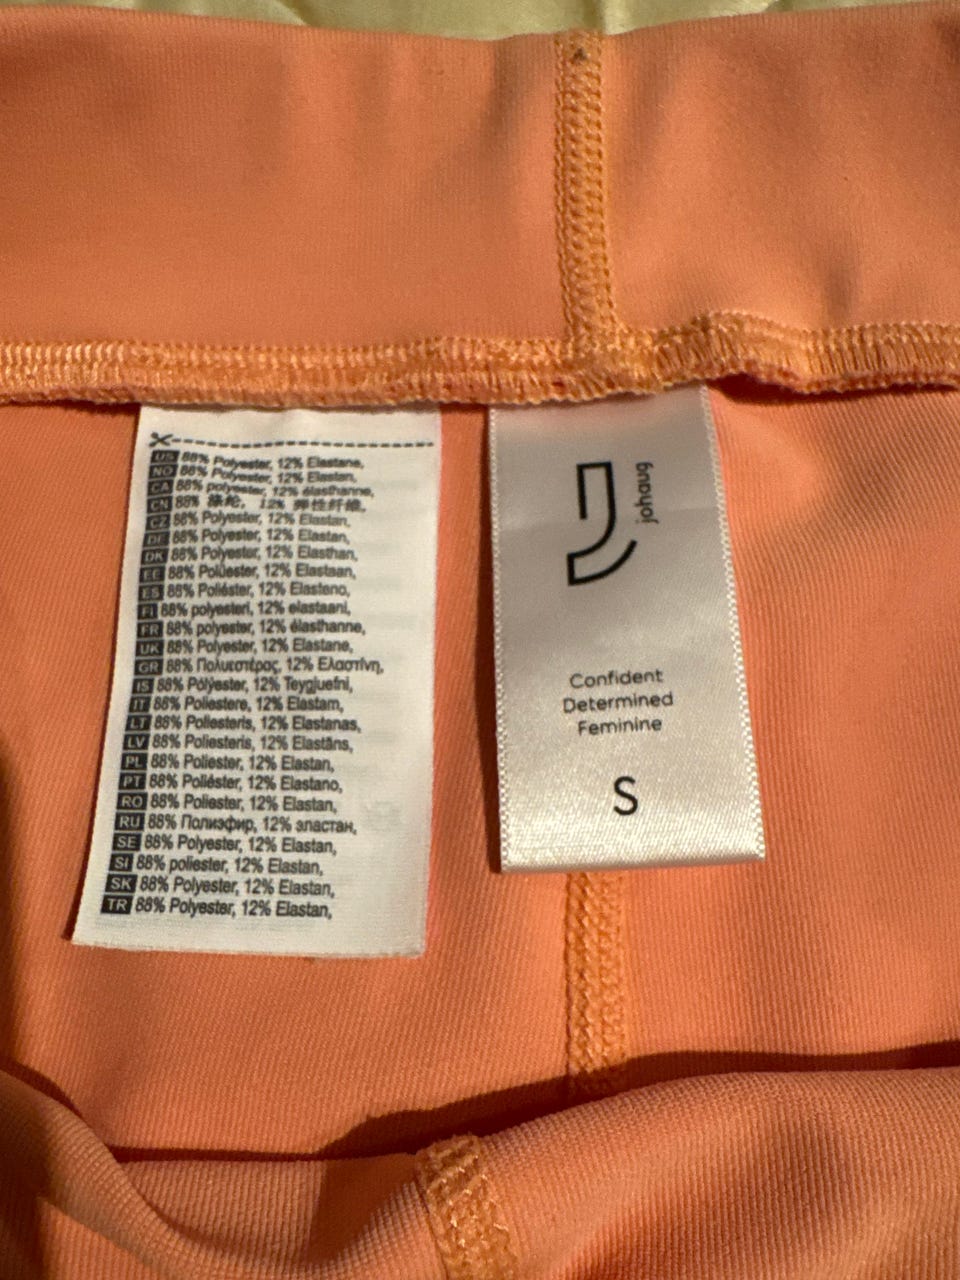 US 88% Polyester, 12% Elastane,
NO 88% Polyester, 12% Elastan,
CA 88% polyester, 12% élasthanne,
CN 88% 涤纶, 12% 弹性纤维,
CZ 88% Polyester, 12% Elastan,
DE 88% Polyester, 12% Elastan,
DK 88% Polyester, 12% Elasthan,
EE 88% Polüester, 12% Elastaan,
ES 88% Poliéster, 12% Elasteno,
FI 88% polyesteri, 12% elastaani,
FR 88% polyester, 12% élasthanne,
UK 88% Polyester, 12% Elastane,
GR 88% Πολυεστέρας, 12% Ελαστίνη,
IS 88% Pólýester, 12% Teygjuefni,
IT 88% Poliestere, 12% Elastam,
LT 88% Poliesteris, 12% Elastanas,
LV 88% Poliesteris, 12% Elastāns,
PL 88% Poliester, 12% Elastan,
PT 88% Poliéster, 12% Elastano,
RO 88% Poliester, 12% Elastan,
RU 88% Полиэфир, 12% эластан,
SE 88% Polyester, 12% Elastan,
SI 88% poliester, 12% Elastan,
SK 88% Polyester, 12% Elastan,
TR 88% Polyester, 12% Elastan,
johaug
Confident
Determined
Feminine
S